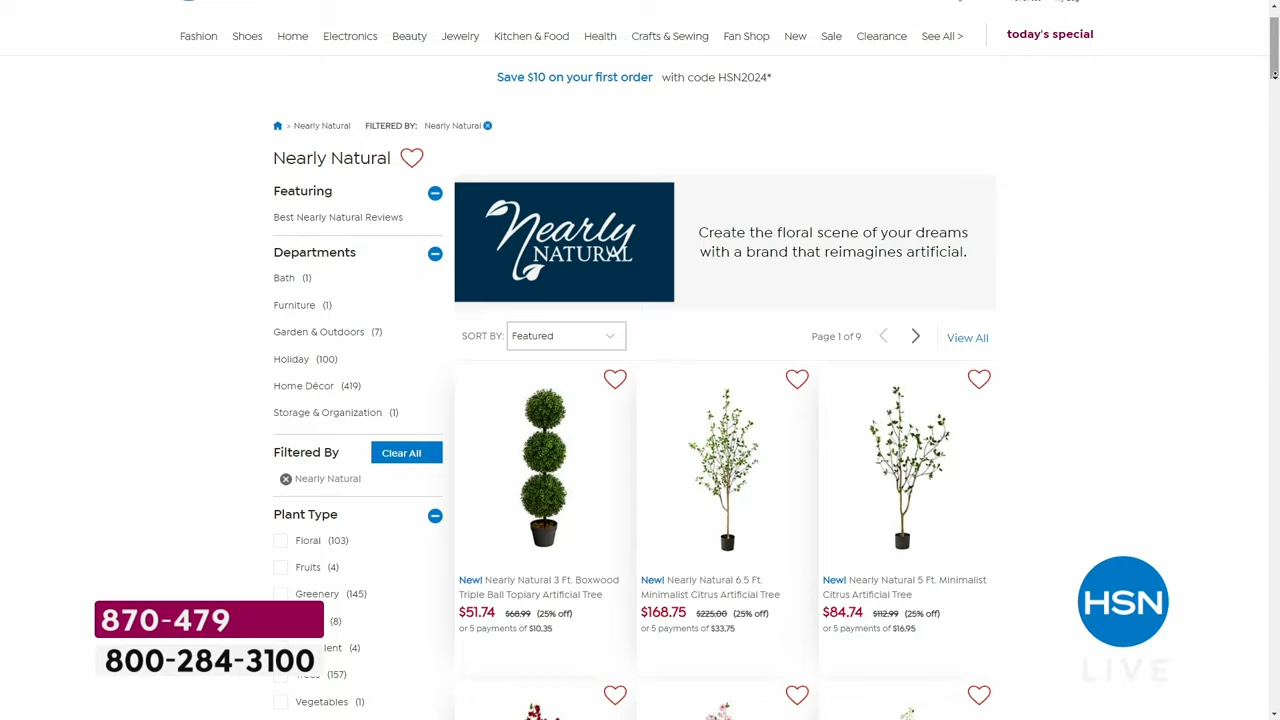 Fashion Shoes Home Electronics Beauty Jewelry Kitchen & Food Health Crafts & Sewing Fan Shop New Sale Clearance See All > today's special
Save $10 on your first order with code HSN2024*
> Nearly Natural FILTERED BY: Nearly Natural
Nearly Natural
Featuring
Best Nearly Natural Reviews
Departments
Bath (1)
Furniture (1)
Garden & Outdoors (7)
Holiday (100)
Home Décor (419)
Storage & Organization (1)
Filtered By Clear All
Nearly Natural
Plant Type
Floral (103)
Fruits (4)
Greenery (145)
(8)
(4)
(157)
Vegetables (1)
Nearly
NATURAL
Create the floral scene of your dreams
with a brand that reimagines artificial.
SORT BY: Featured
Page 1 of 9
View All
New! Nearly Natural 3 Ft. Boxwood
Triple Ball Topiary Artificial Tree
$51.74 $68.99 (25% off)
or 5 payments of $10.35
New! Nearly Natural 6.5 Ft.
Minimalist Citrus Artificial Tree
$168.75 $225.00 (25% off)
or 5 payments of $33.75
New! Nearly Natural 5 Ft. Minimalist
Citrus Artificial Tree
$84.74 $112.99 (25% off)
or 5 payments of $16.95
870-479
800-284-3100
HSN
LIVE